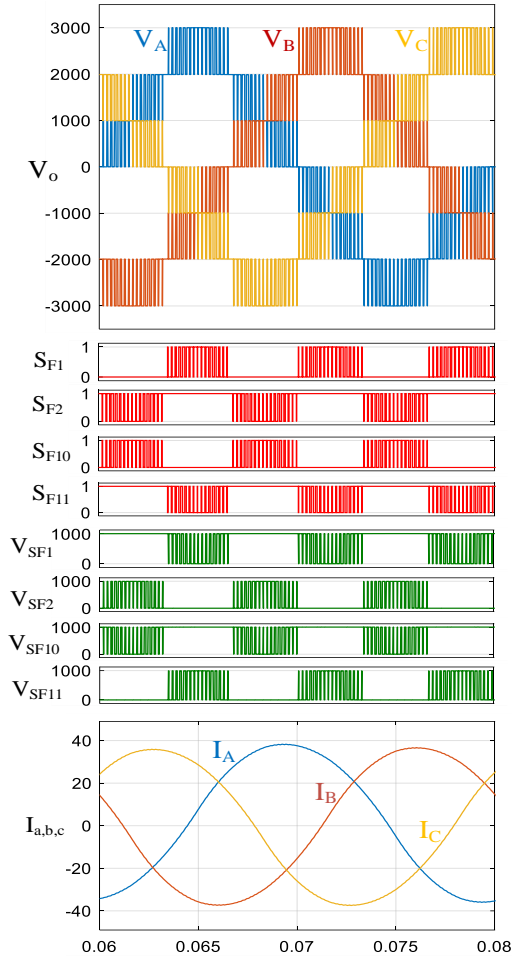 V_A V_B V_C
3000
2000
1000
V_o 0
-1000
-2000
-3000
S_F1 1 0
S_F2 1 0
S_F10 1 0
S_F11 1 0
V_SF1 1000 0
V_SF2 1000 0
V_SF10 1000 0
V_SF11 1000 0
I_A
40
20
I_B
I_a,b,c 0 I_C
-20
-40
0.06 0.065 0.07 0.075 0.08